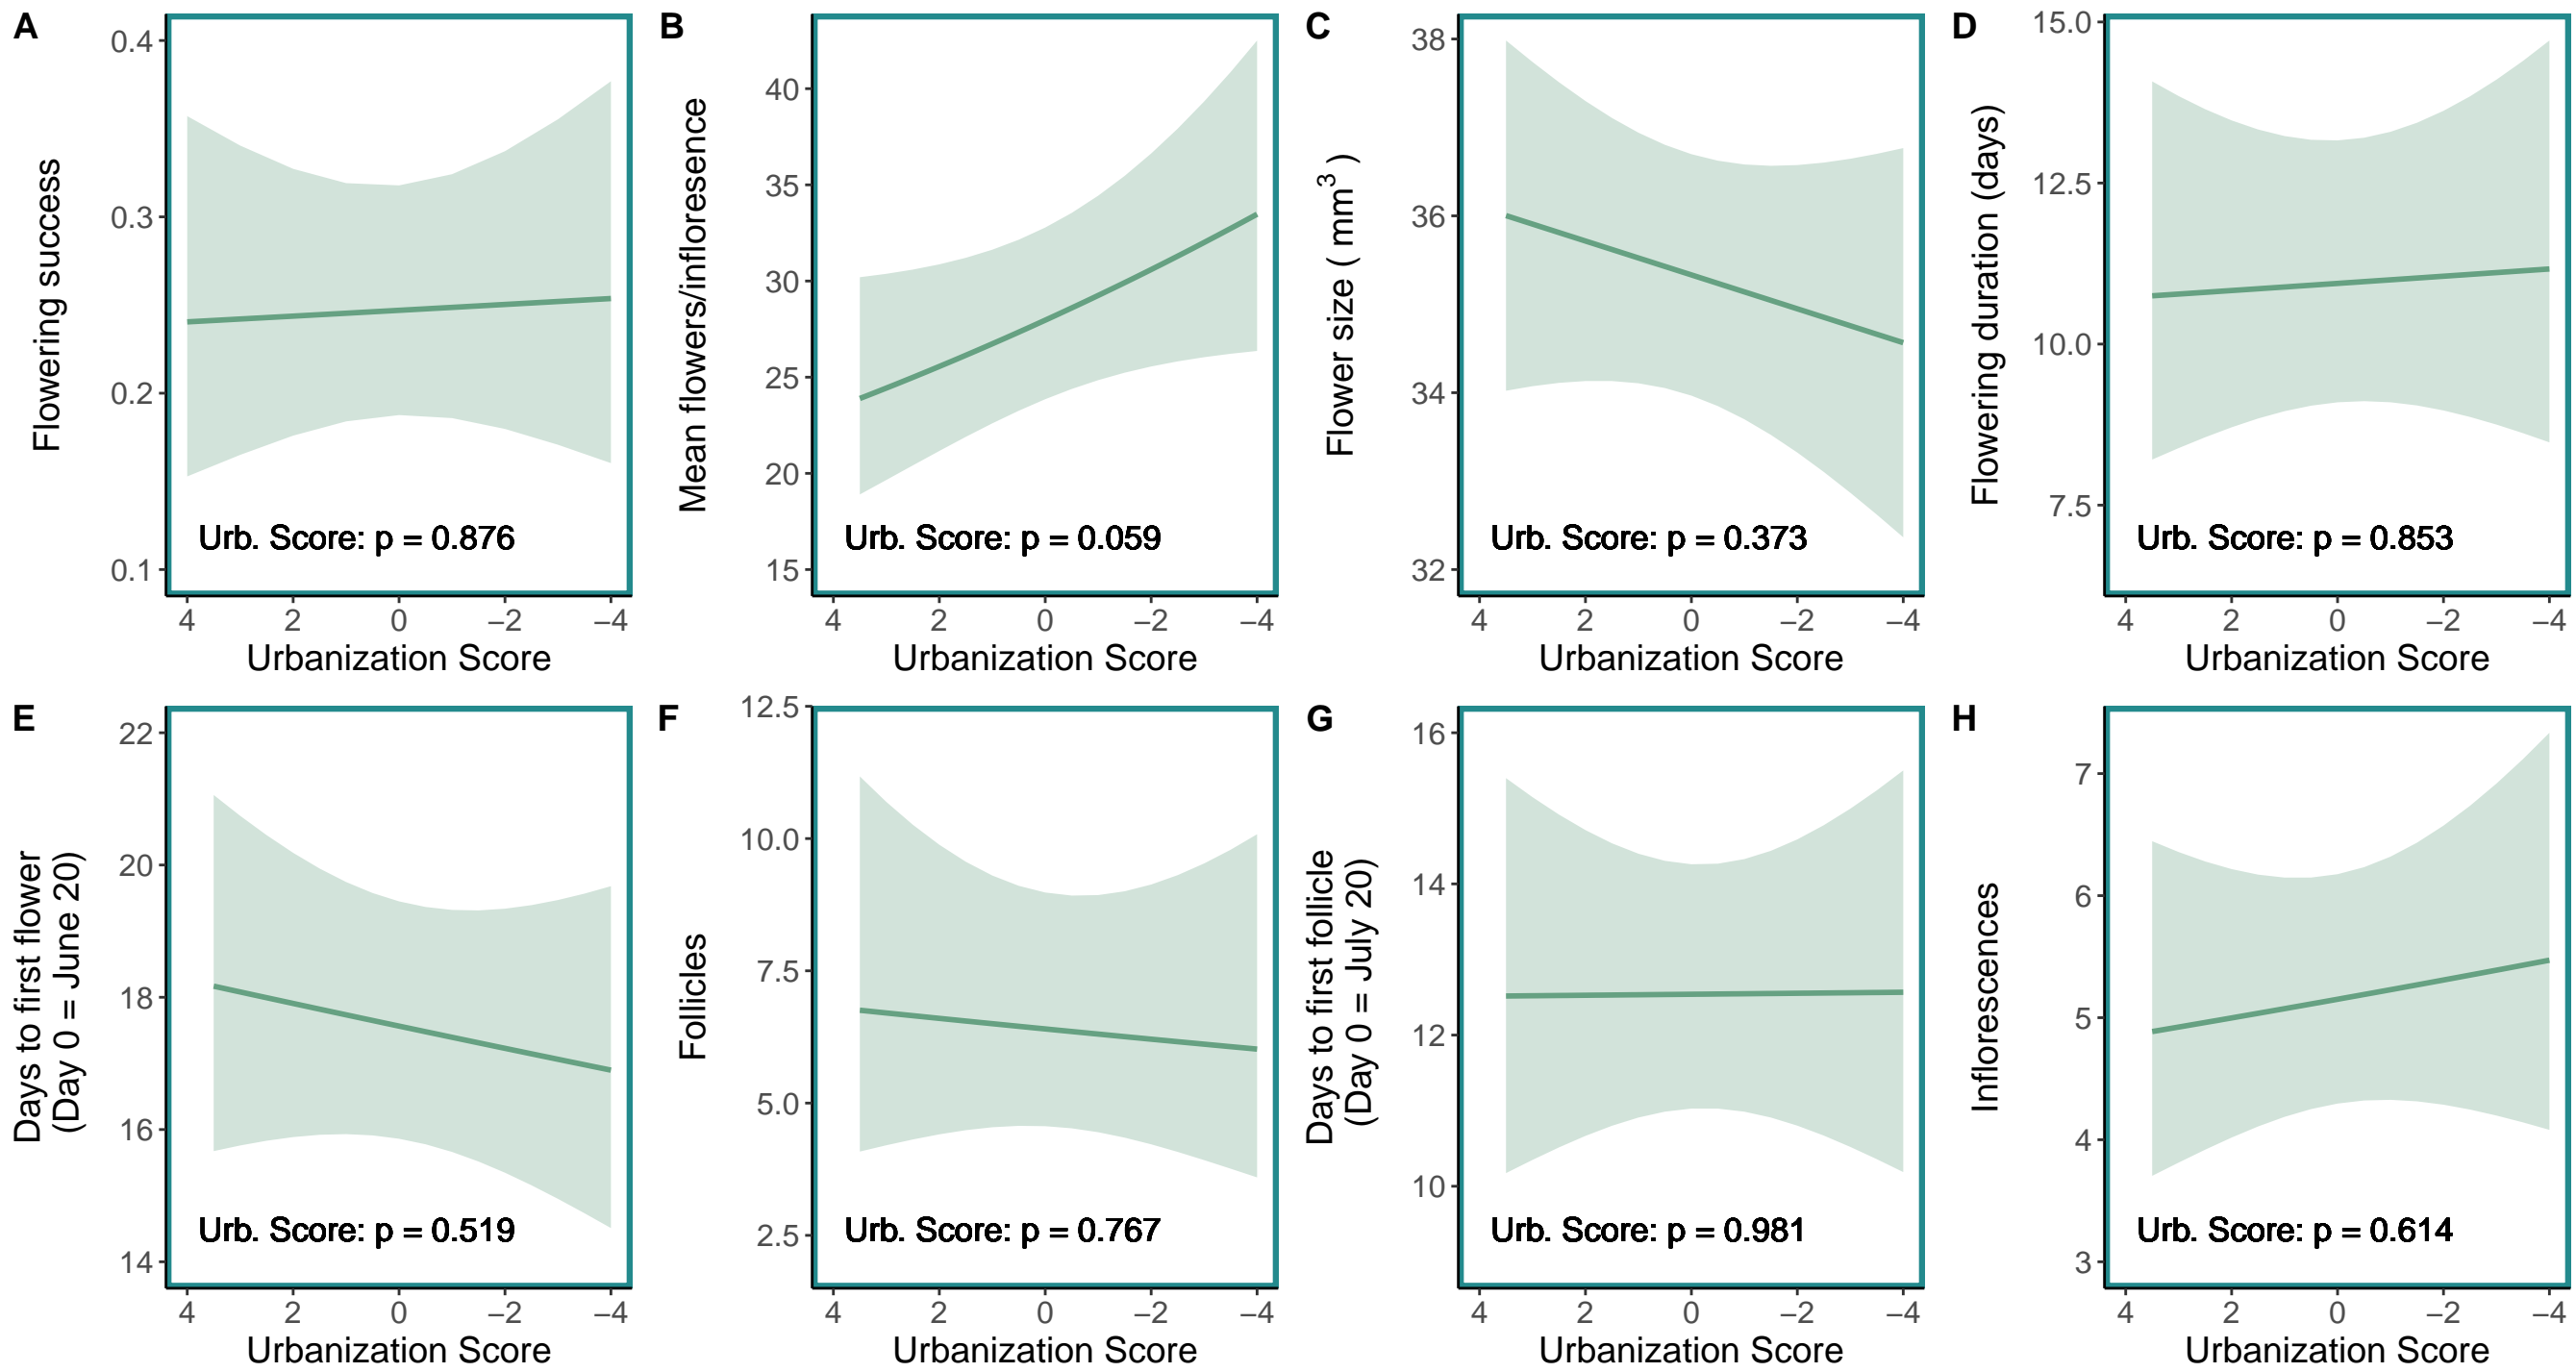 A
Flowering success
0.4
0.3
0.2
0.1
Urb. Score: p = 0.876
4 2 0 −2 −4
Urbanization Score
B
Mean flowers/infloresence
40
35
30
25
20
15
Urb. Score: p = 0.059
4 2 0 −2 −4
Urbanization Score
C
Flower size ( mm³ )
38
36
34
32
Urb. Score: p = 0.373
4 2 0 −2 −4
Urbanization Score
D
Flowering duration (days)
15.0
12.5
10.0
7.5
Urb. Score: p = 0.853
4 2 0 −2 −4
Urbanization Score
E
Days to first flower
(Day 0 = June 20)
22
20
18
16
14
Urb. Score: p = 0.519
4 2 0 −2 −4
Urbanization Score
F
Follicles
12.5
10.0
7.5
5.0
2.5
Urb. Score: p = 0.767
4 2 0 −2 −4
Urbanization Score
G
Days to first follicle
(Day 0 = July 20)
16
14
12
10
Urb. Score: p = 0.981
4 2 0 −2 −4
Urbanization Score
H
Inflorescences
7
6
5
4
3
Urb. Score: p = 0.614
4 2 0 −2 −4
Urbanization Score